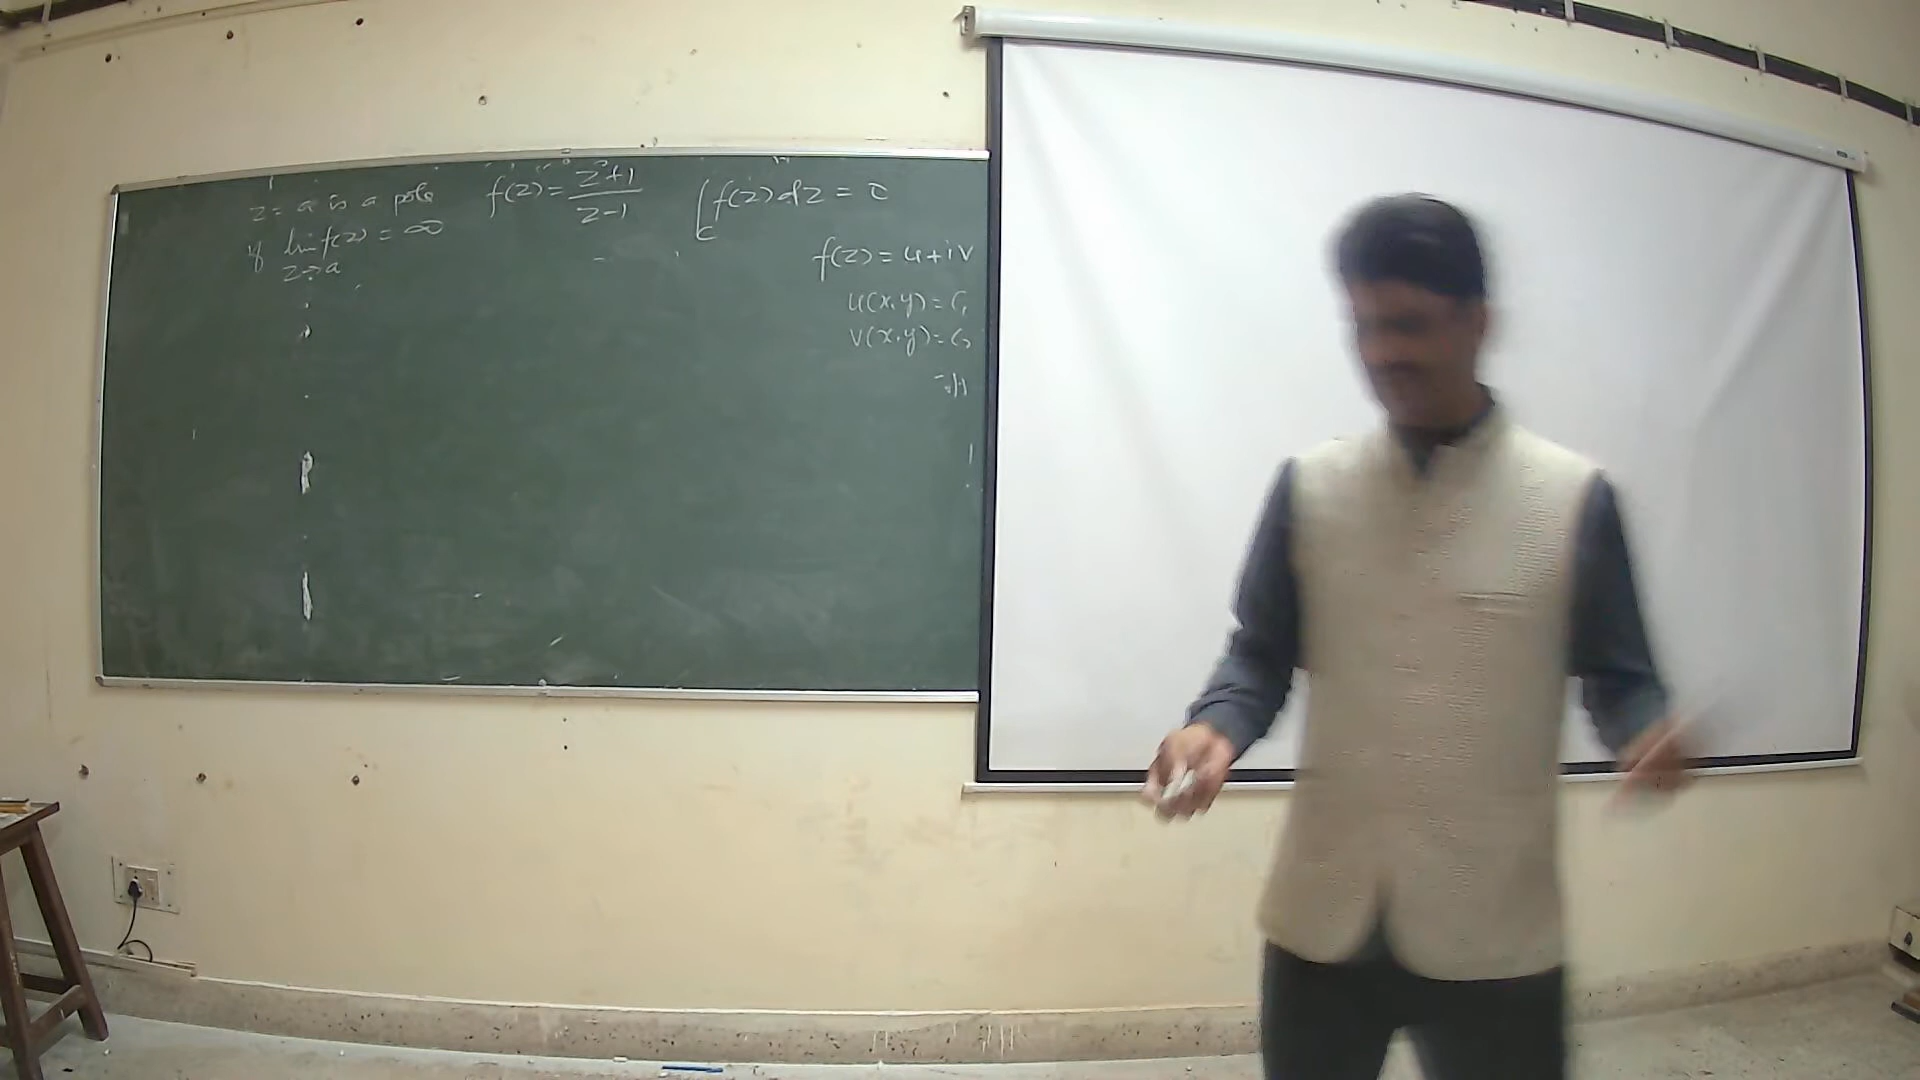 z = a is a pole
if lim f(z) = ∞
z→a
f(z) = z²+1 / z-1
∫ f(z) dz = 0
c
f(z) = u+iv
u(x,y) = C₁
v(x,y) = C₂